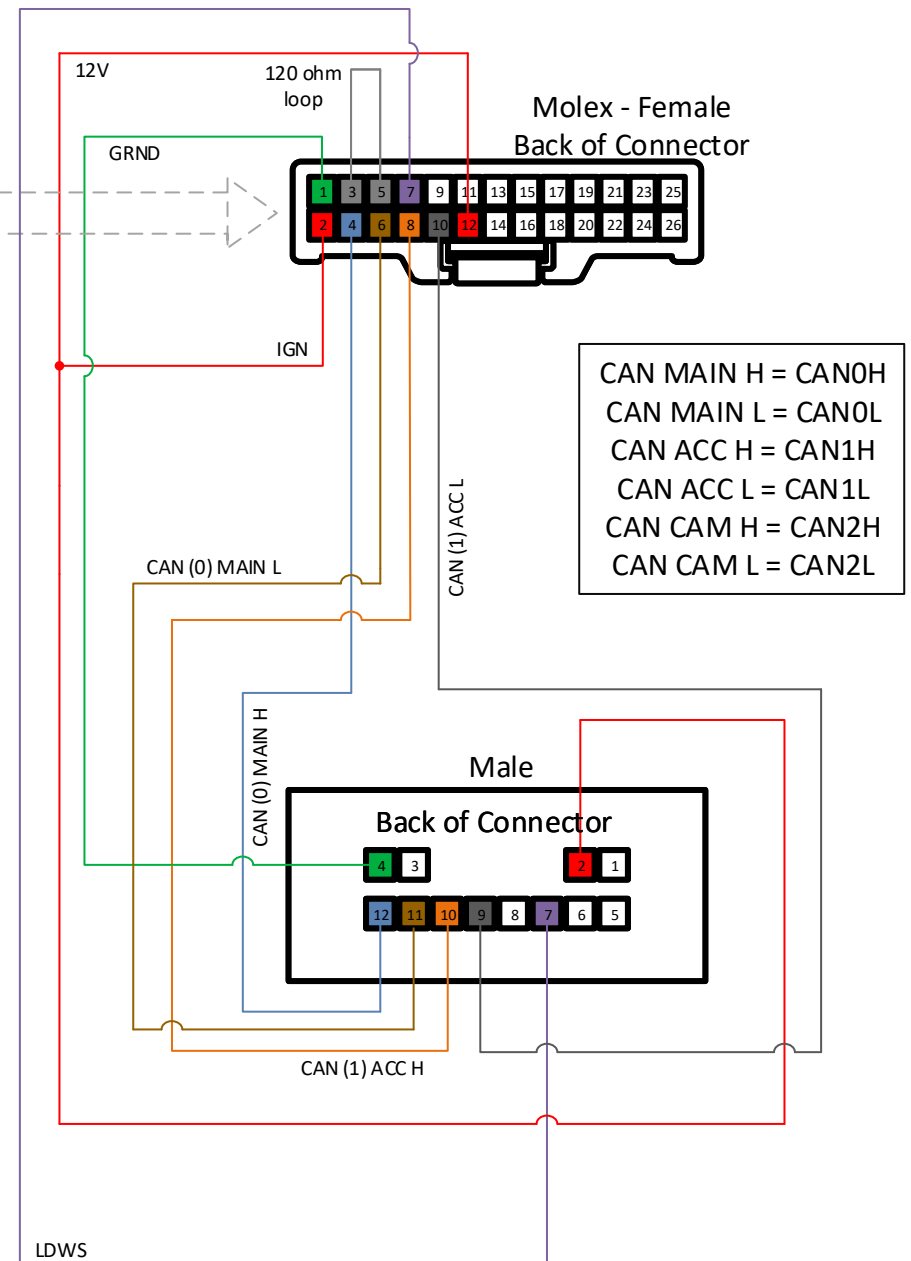 12V
120 ohm
loop
Molex - Female
Back of Connector
GRND
1 3 5 7 9 11 13 15 17 19 21 23 25
2 4 6 8 10 12 14 16 18 20 22 24 26
IGN
CAN MAIN H = CAN0H
CAN MAIN L = CAN0L
CAN ACC H = CAN1H
CAN ACC L = CAN1L
CAN CAM H = CAN2H
CAN CAM L = CAN2L
CAN (1) ACC L
CAN (0) MAIN L
CAN (0) MAIN H
Male
Back of Connector
4 3 2 1
12 11 10 9 8 7 6 5
CAN (1) ACC H
LDWS